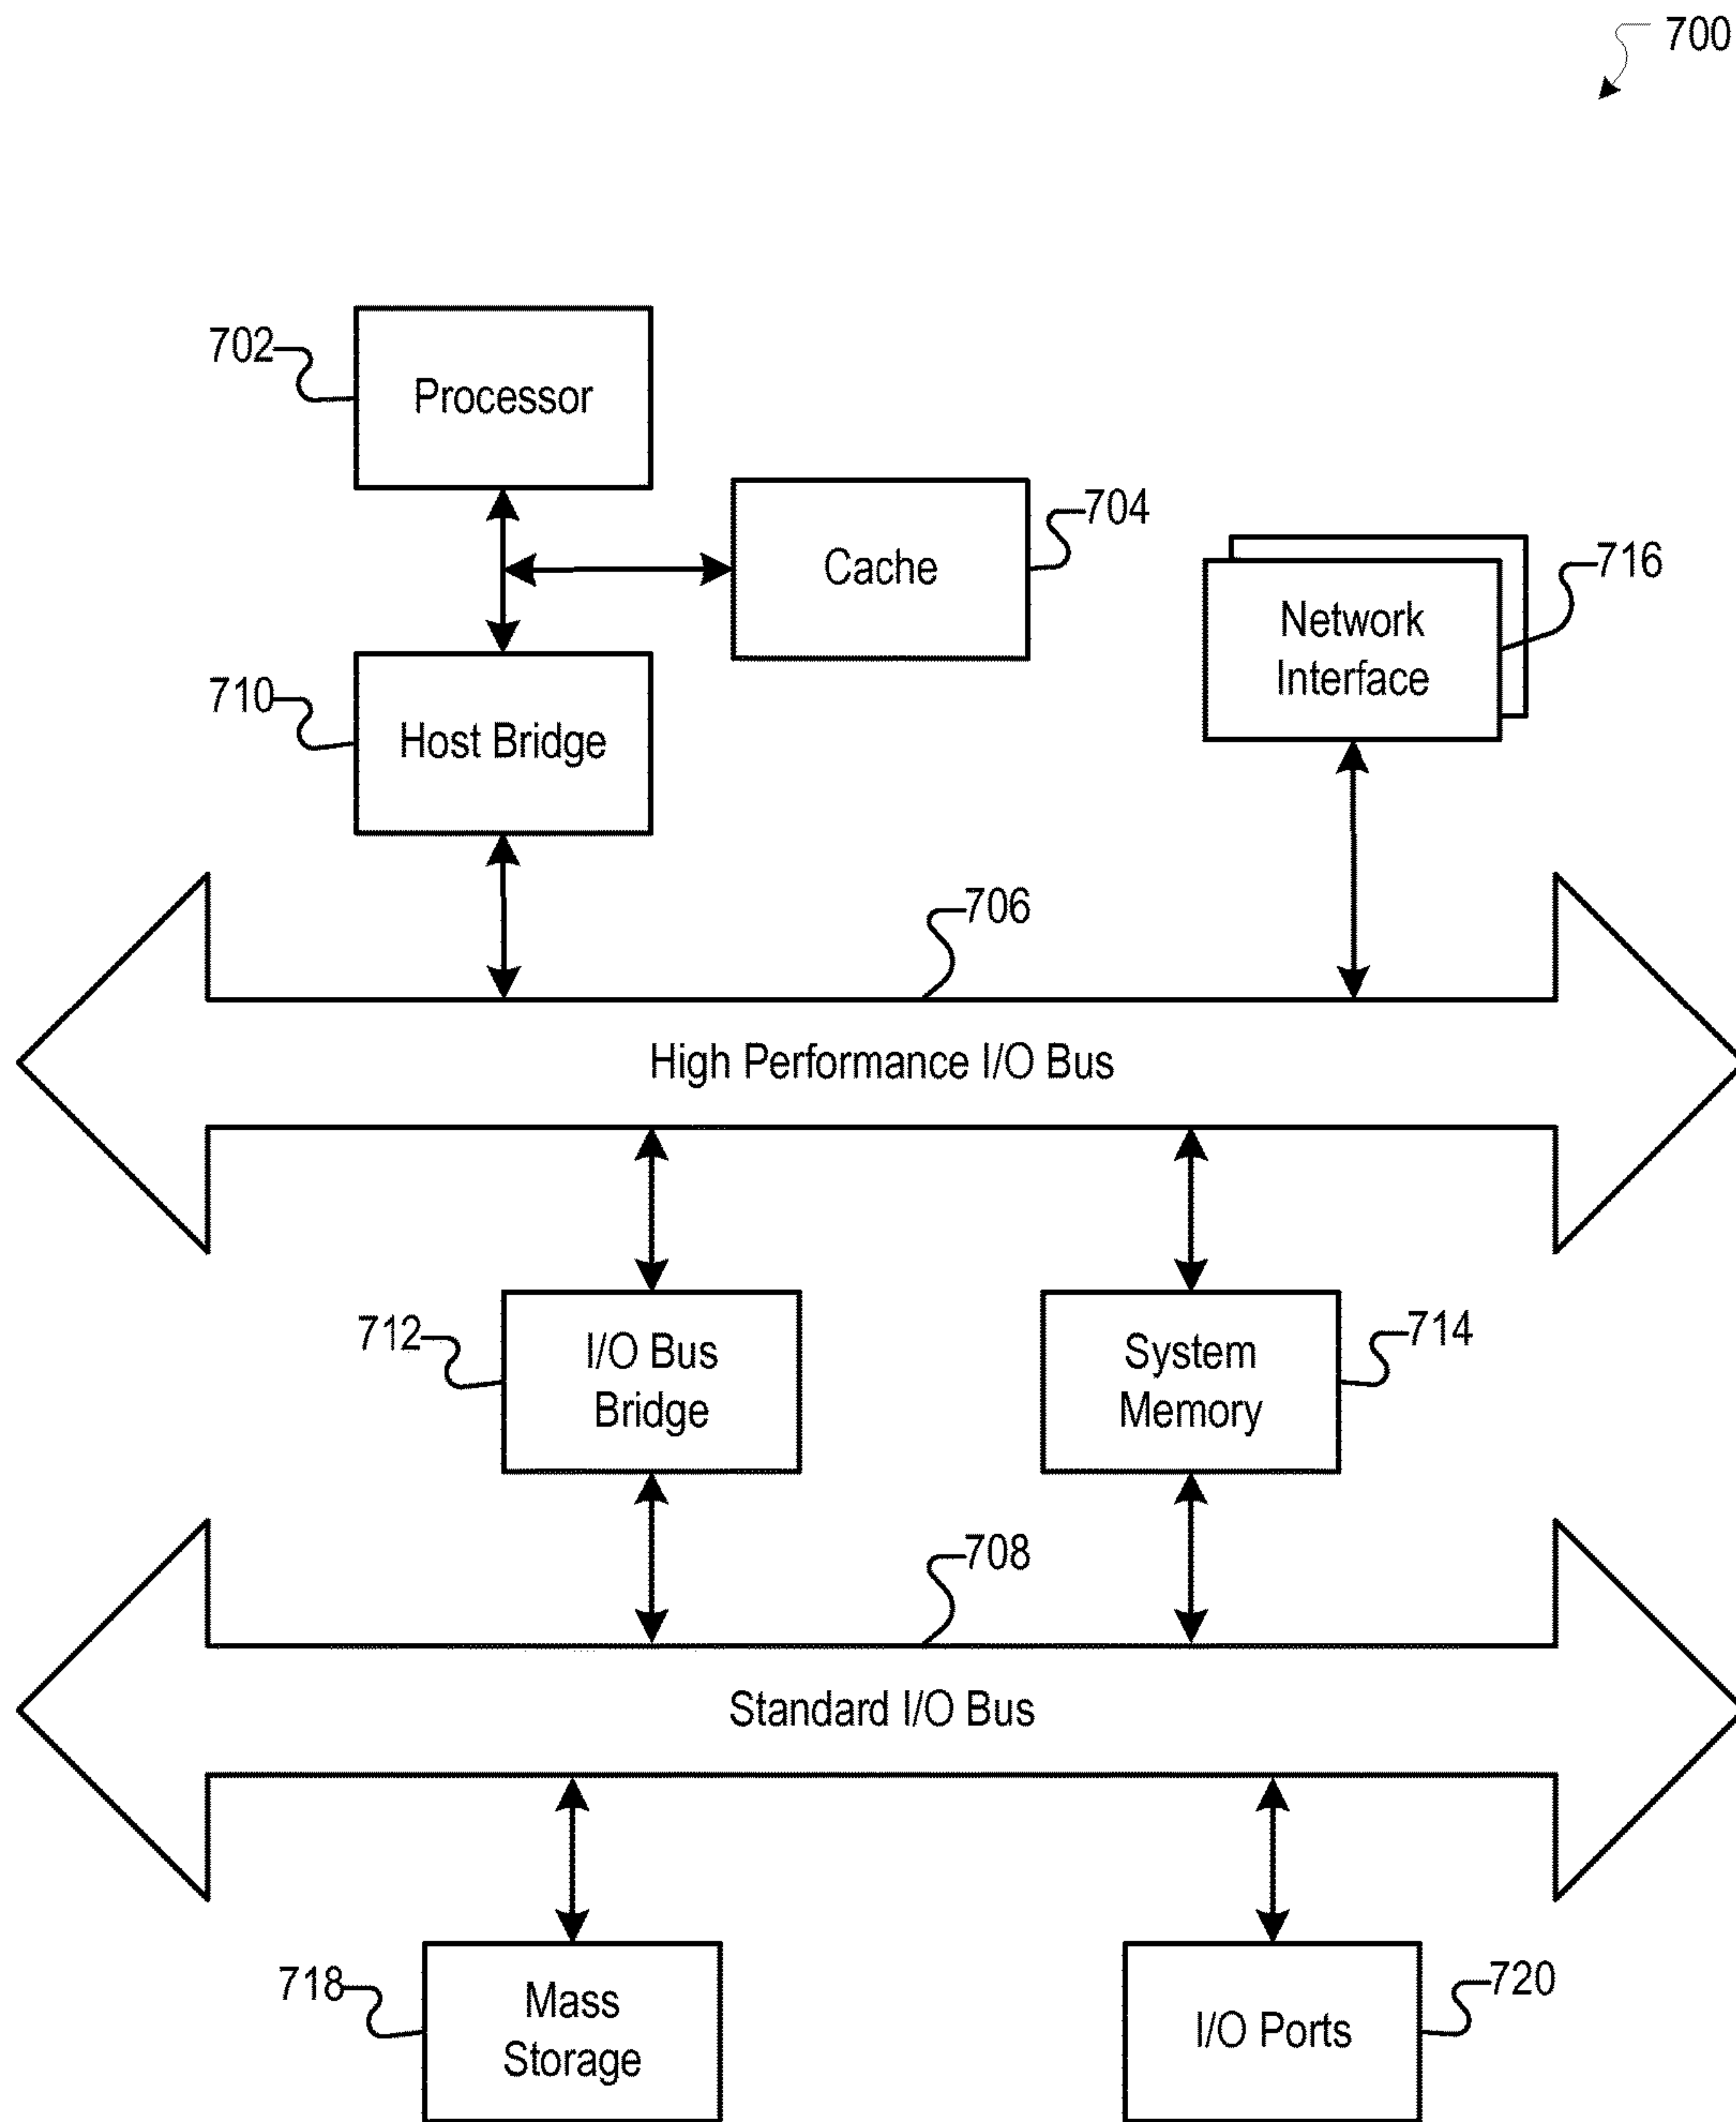 700
702
Processor
704
Cache
716
Network
Interface
710
Host Bridge
706
High Performance I/O Bus
712
I/O Bus
Bridge
System
Memory
714
708
Standard I/O Bus
718
Mass
Storage
I/O Ports
720